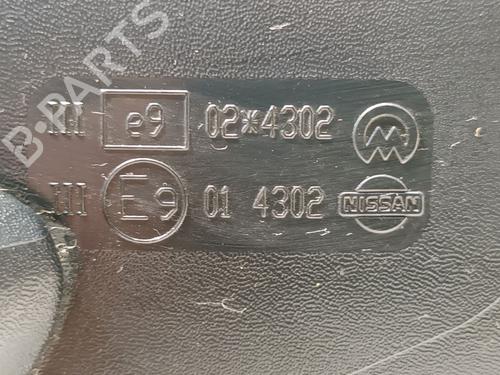 III e9 02*4302 M
III E9 01 4302 NISSAN
B-PARTS